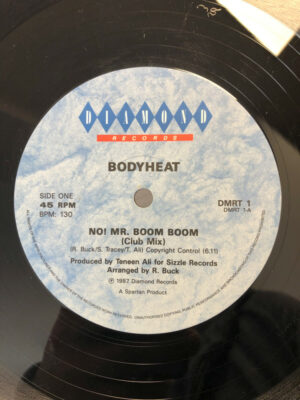 DIAMOND
RECORDS
BODYHEAT
SIDE ONE
45 RPM
BPM: 130
DMRT 1
DMRT 1-A
NO! MR. BOOM BOOM
(Club Mix)
(R. Buck/S. Tracey/T. Ali) Copyright Control (6.11)
Produced by Teneen Ali for Sizzle Records
Arranged by R. Buck
℗ 1987 Diamond Records
A Spartan Product